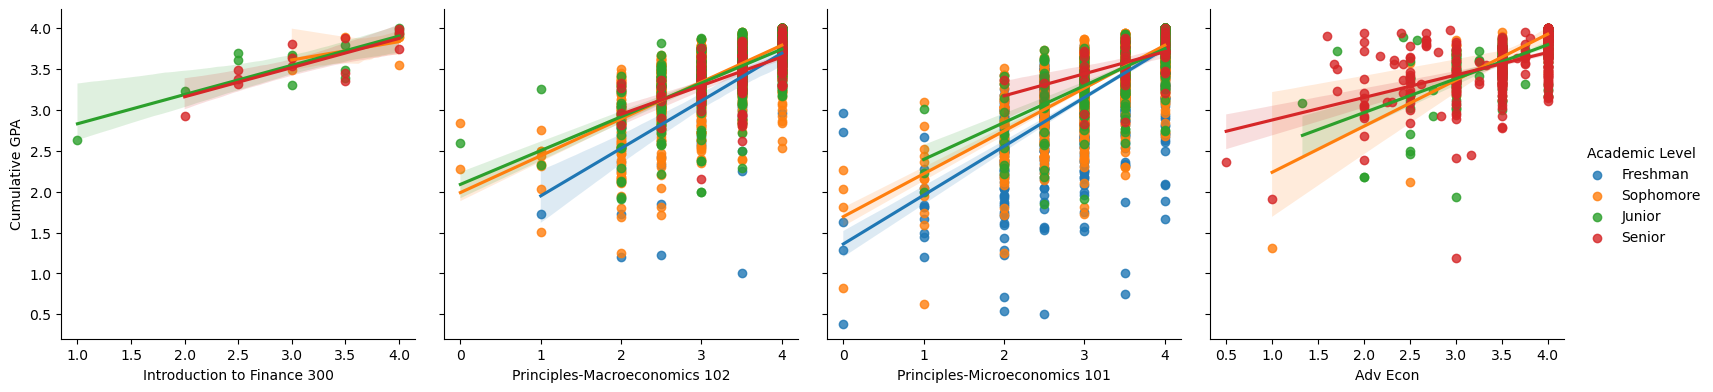 Cumulative GPA
4.0
3.5
3.0
2.5
2.0
1.5
1.0
0.5
1.0 1.5 2.0 2.5 3.0 3.5 4.0
Introduction to Finance 300
0 1 2 3 4
Principles-Macroeconomics 102
0 1 2 3 4
Principles-Microeconomics 101
0.5 1.0 1.5 2.0 2.5 3.0 3.5 4.0
Adv Econ
Academic Level
Freshman
Sophomore
Junior
Senior